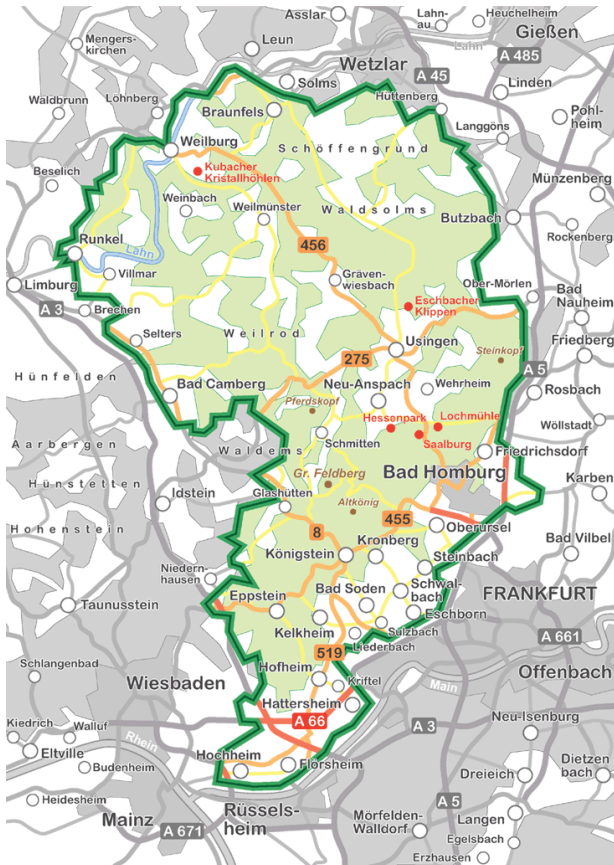 Asslar
Lahn-
au
Heuchelheim
Gießen
Leun
Mengers-
kirchen
Wetzlar
Lahn
A 485
A 45
Solms
Linden
Hüttenberg
Waldbrunn
Löhnberg
Braunfels
Pohl-
heim
Langgöns
Weilburg
Schöffengrund
Kubacher
Kristallhöhlen
Beselich
Münzenberg
Weinbach
Weilmünster
Waldsolms
Butzbach
Rockenberg
Runkel
Lahn
456
Villmar
Gräven-
wiesbach
Limburg
Ober-Mörlen
Bad
Nauheim
A 3
Brechen
Eschbacher
Klippen
Selters
Weilrod
Usingen
Friedberg
Steinkopf
275
A 5
Hünfelden
Bad Camberg
Neu-Anspach
Wehrheim
Rosbach
Pferdskopf
Hessenpark
Lochmühle
Wöllstadt
Saalburg
Schmitten
Aarbergen
Waldems
Friedrichsdorf
Gr. Feldberg
Bad Homburg
Hünstetten
Karben
Glashütten
Altkönig
Idstein
455
Oberursel
Hohenstein
8
Kronberg
Königstein
Bad Vilbel
Steinbach
Niedern-
hausen
Bad Soden
Schwal-
bach
FRANKFURT
Eppstein
Taunusstein
Eschborn
Kelkheim
Sulzbach
Liederbach
A 661
519
Hofheim
Schlangenbad
Kriftel
Offenbach
Wiesbaden
Main
Hattersheim
A 66
Kiedrich
Walluf
A 3
Neu-Isenburg
Rhein
Eltville
Hochheim
Flörsheim
Budenheim
Dreieich
Dietzen
bach
Heidesheim
Rüssels-
heim
A 5
Mainz
A 671
Mörfelden-
Walldorf
Langen
Egelsbach
Erzhausen